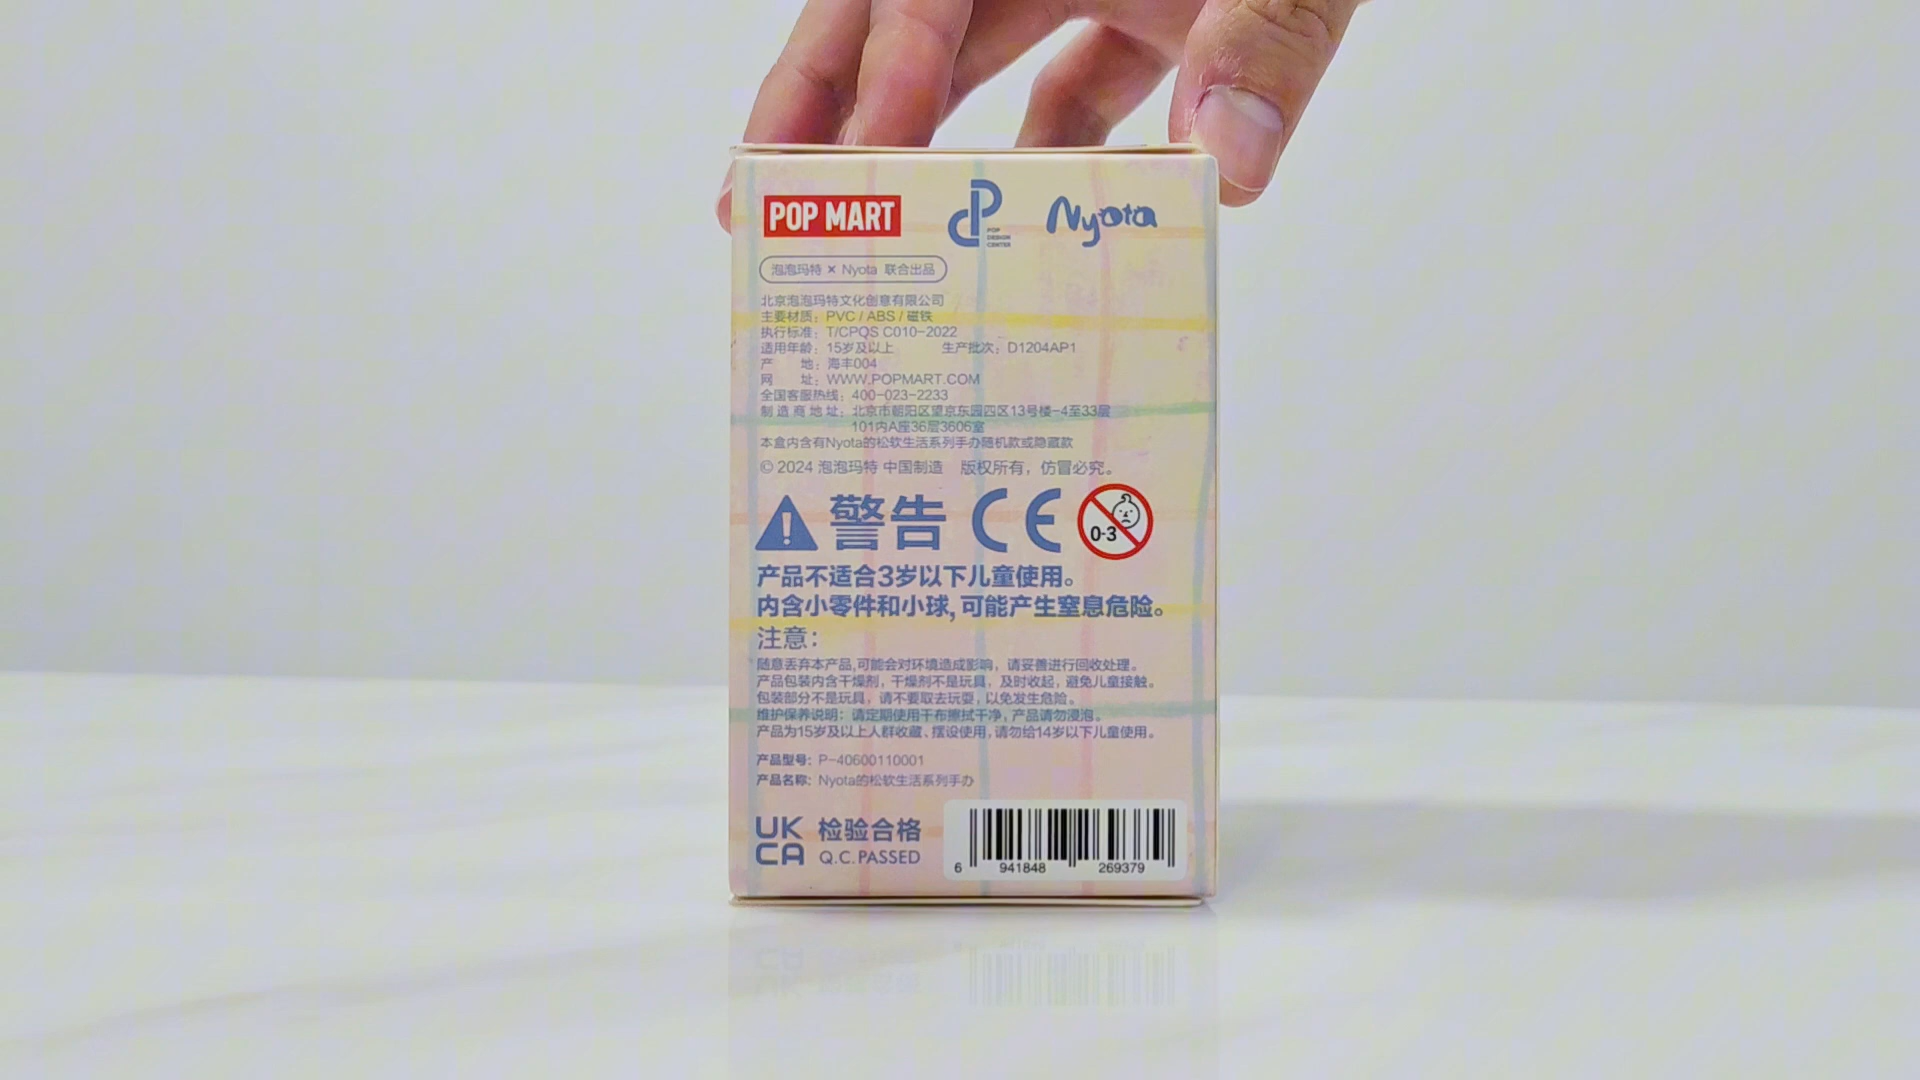 POP MART
POP DESIGN CENTER
Nyota
泡泡玛特 × Nyota 联合出品
北京泡泡玛特文化创意有限公司
主要材质：PVC / ABS / 磁铁
执行标准：T/CPQS C010-2022
适用年龄：15岁及以上 生产批次：D1204AP1
产 地：海丰004
网 址：WWW.POPMART.COM
全国客服热线：400-023-2233
制造商地址：北京市朝阳区望京东园四区13号楼-4至33层
101内A座36层3606室
本盒内含有Nyota的松软生活系列手办随机款或隐藏款
© 2024 泡泡玛特 中国制造 版权所有，仿冒必究。
警告 CE 0-3
产品不适合3岁以下儿童使用。
内含小零件和小球,可能产生窒息危险。
注意：
随意丢弃本产品,可能会对环境造成影响，请妥善进行回收处理。
产品包装内含干燥剂，干燥剂不是玩具，及时收起，避免儿童接触。
包装部分不是玩具，请不要取去玩耍，以免发生危险。
维护保养说明：请定期使用干布擦拭干净，产品请勿浸泡。
产品为15岁及以上人群收藏、摆设使用，请勿给14岁以下儿童使用。
产品型号：P-40600110001
产品名称：Nyota的松软生活系列手办
UK
CA
检验合格
Q.C.PASSED
6 941848 269379